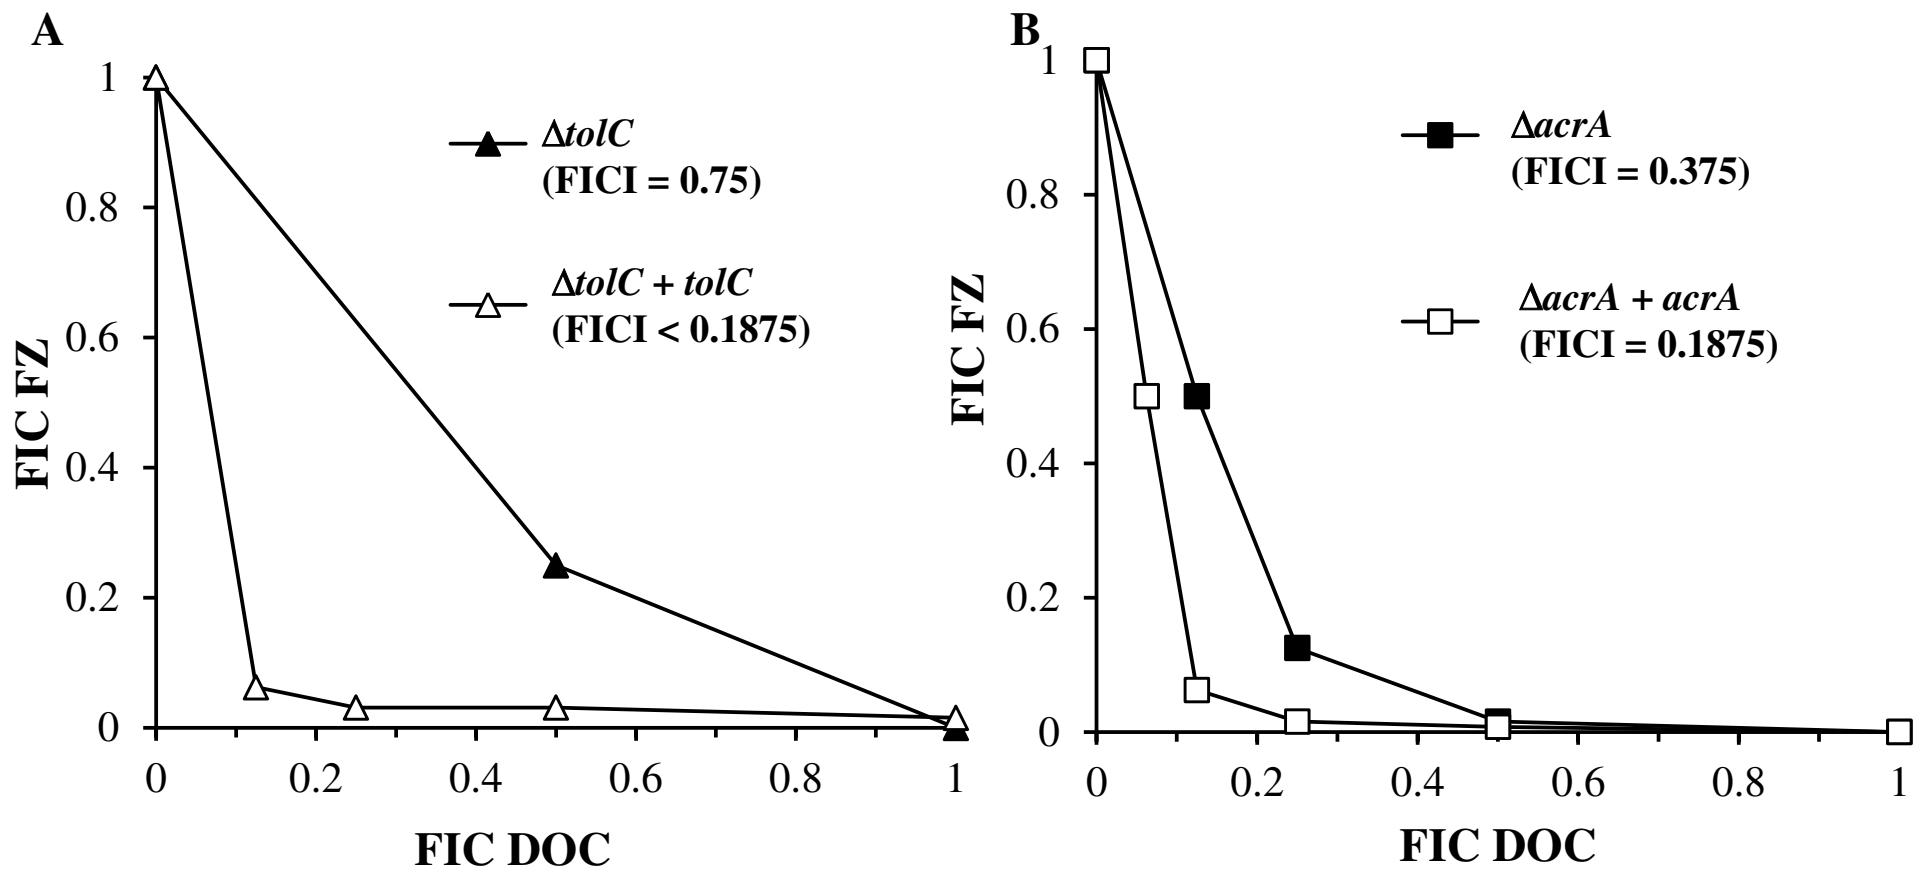 A
1
0.8
0.6
0.4
0.2
0
FIC FZ
ΔtolC
(FICI = 0.75)
ΔtolC + tolC
(FICI < 0.1875)
0 0.2 0.4 0.6 0.8 1
FIC DOC
B
1
0.8
0.6
0.4
0.2
0
FIC FZ
ΔacrA
(FICI = 0.375)
ΔacrA + acrA
(FICI = 0.1875)
0 0.2 0.4 0.6 0.8 1
FIC DOC